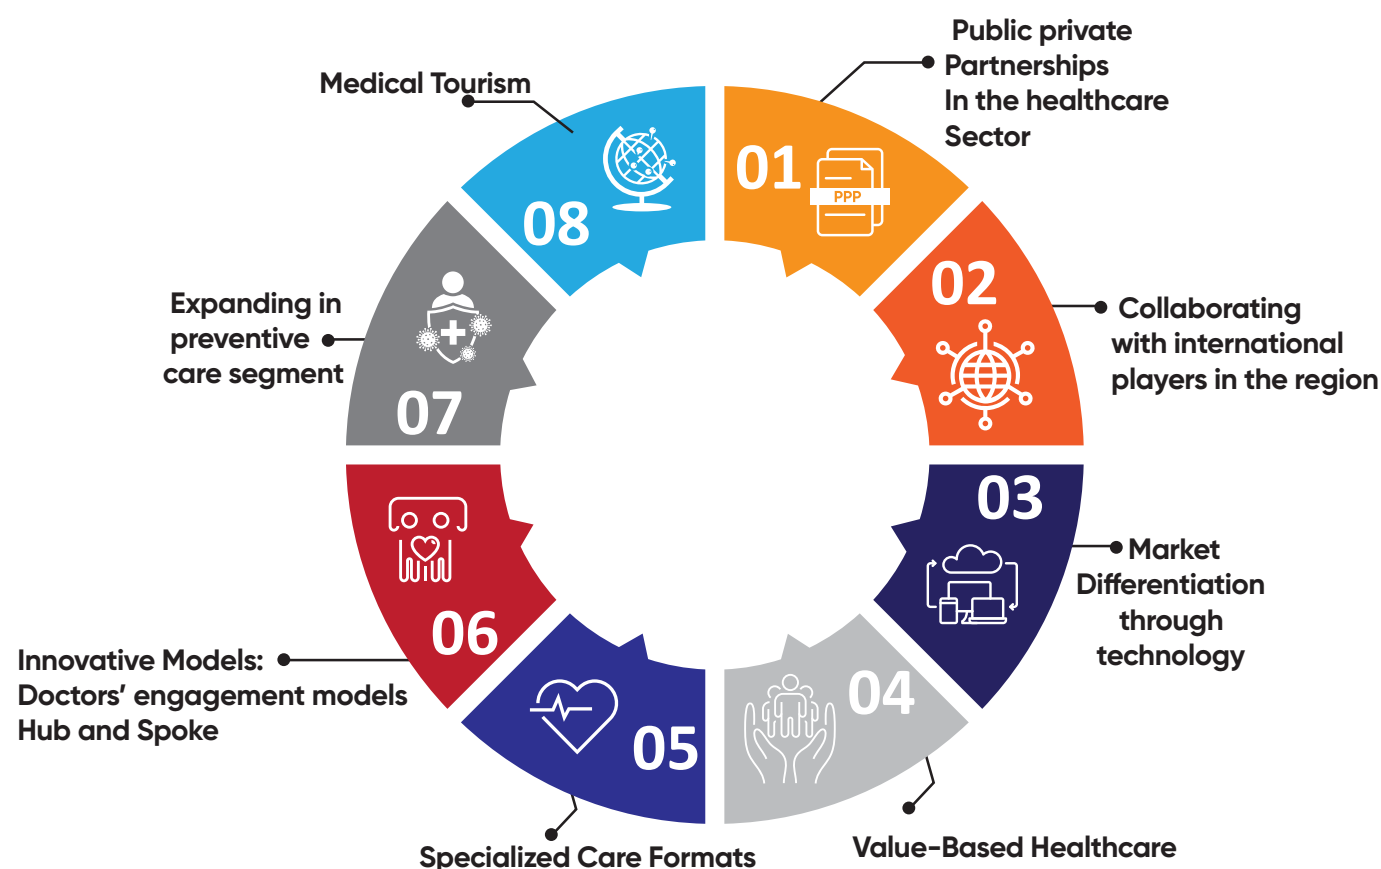 01
PPP
Public private
Partnerships
In the healthcare
Sector
02
Collaborating
with international
players in the region
03
Market
Differentiation
through
technology
04
Value-Based Healthcare
05
Specialized Care Formats
06
Innovative Models:
Doctors’ engagement models
Hub and Spoke
07
Expanding in
preventive
care segment
08
Medical Tourism